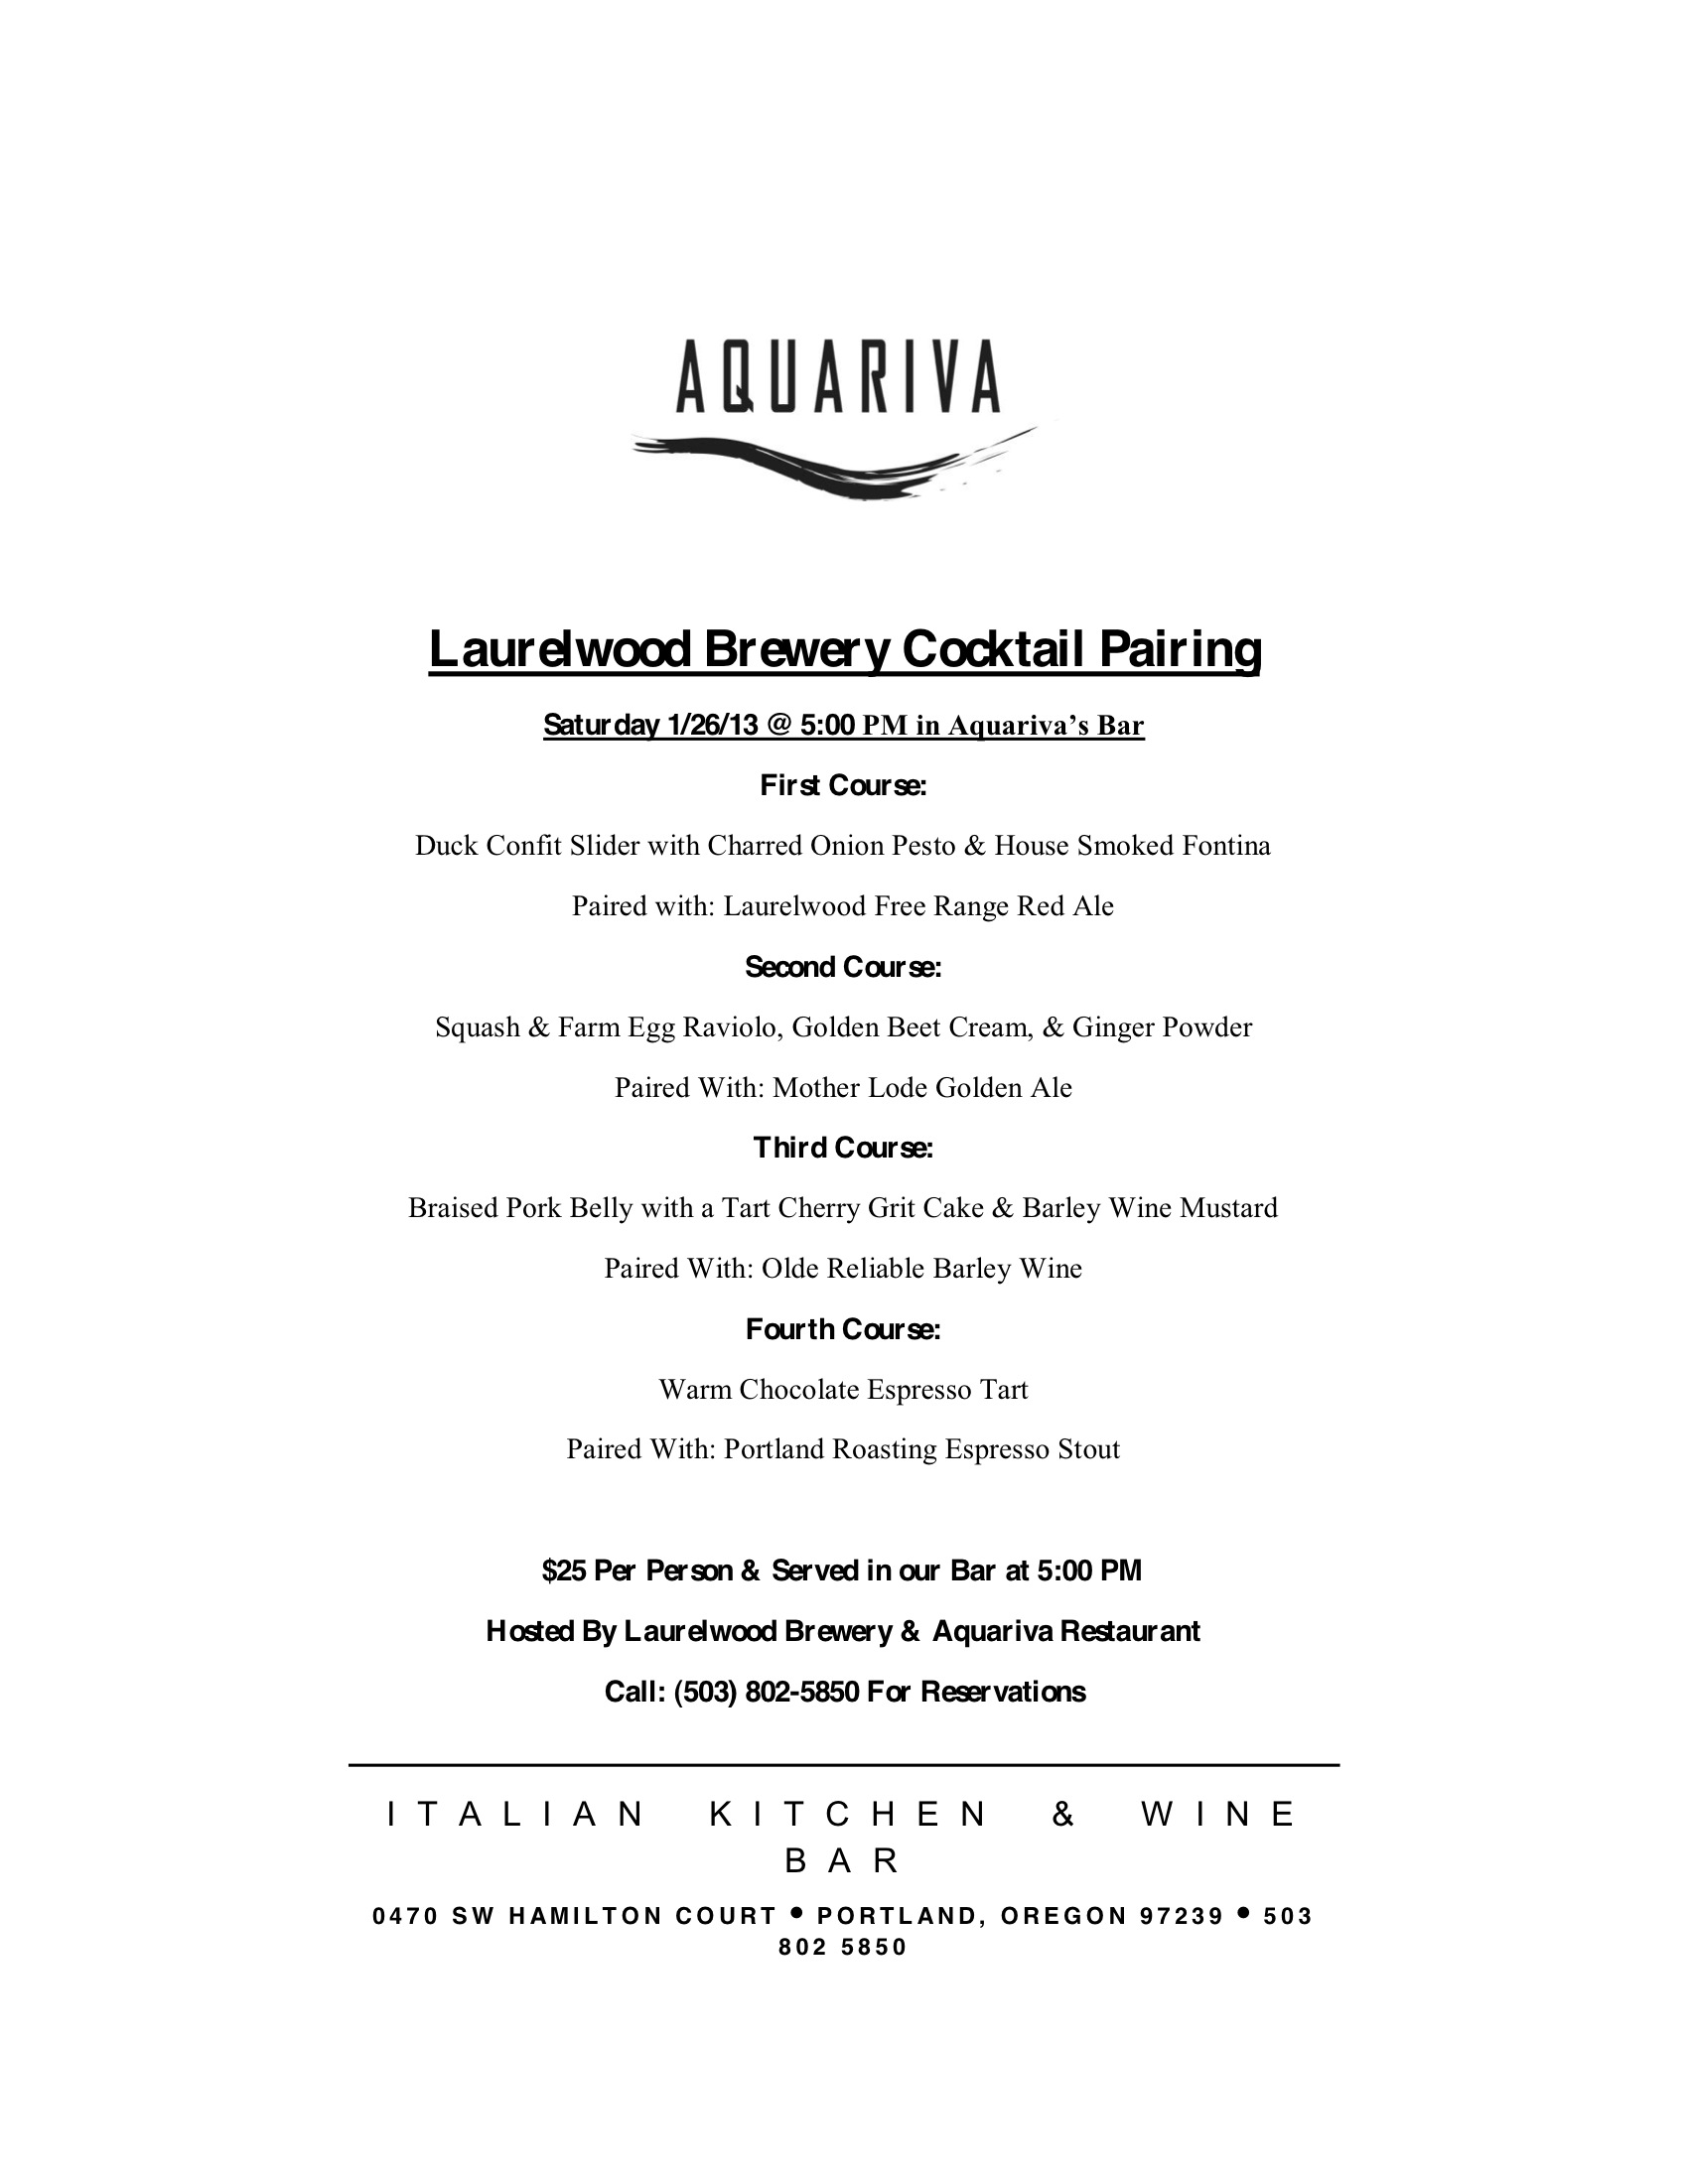 AQUARIVA
Laurelwood Brewery Cocktail Pairing
Saturday 1/26/13 @ 5:00 PM in Aquariva’s Bar
First Course:
Duck Confit Slider with Charred Onion Pesto & House Smoked Fontina
Paired with: Laurelwood Free Range Red Ale
Second Course:
Squash & Farm Egg Raviolo, Golden Beet Cream, & Ginger Powder
Paired With: Mother Lode Golden Ale
Third Course:
Braised Pork Belly with a Tart Cherry Grit Cake & Barley Wine Mustard
Paired With: Olde Reliable Barley Wine
Fourth Course:
Warm Chocolate Espresso Tart
Paired With: Portland Roasting Espresso Stout
$25 Per Person & Served in our Bar at 5:00 PM
Hosted By Laurelwood Brewery & Aquariva Restaurant
Call: (503) 802-5850 For Reservations
ITALIAN KITCHEN & WINE
BAR
0470 SW HAMILTON COURT • PORTLAND, OREGON 97239 • 503
802 5850